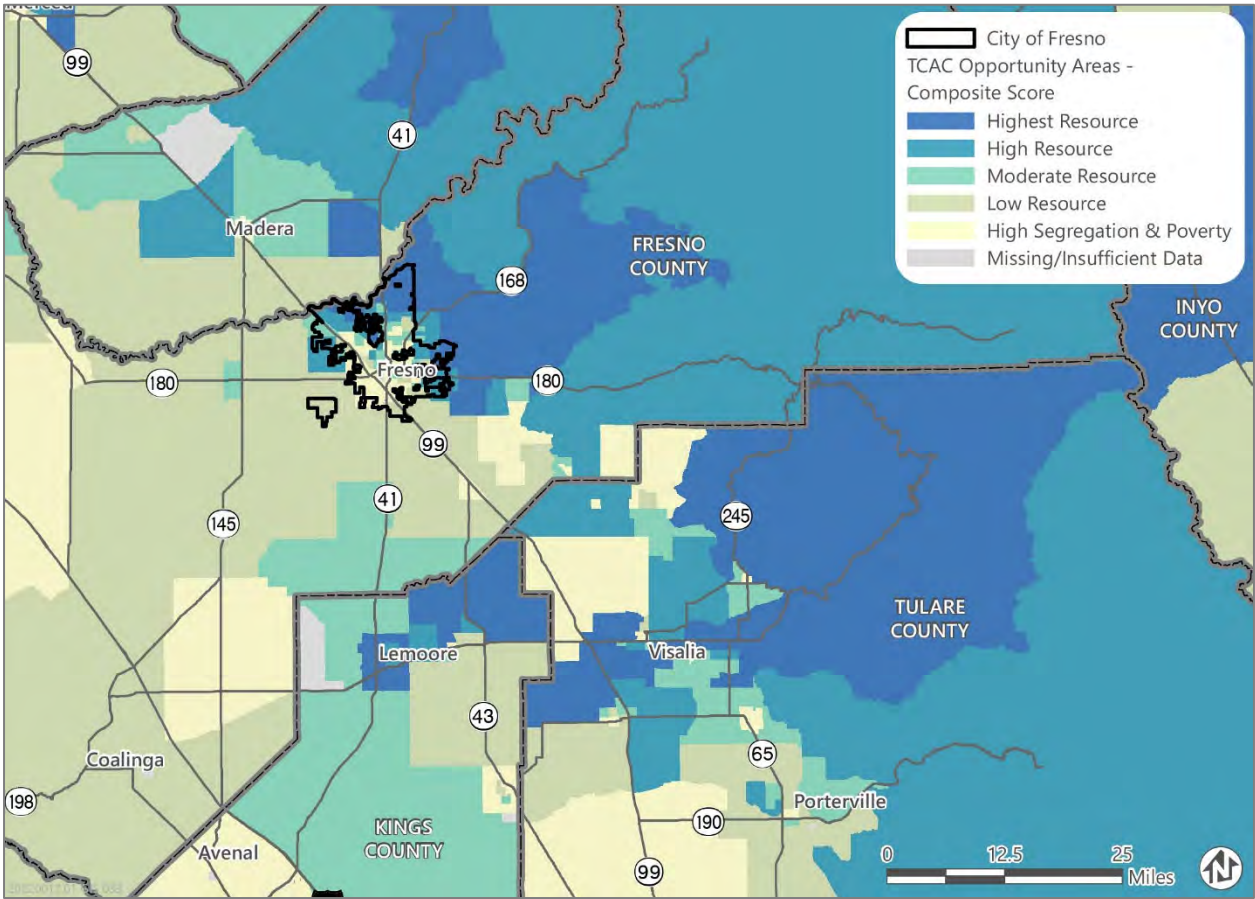 Merced
99
41
Madera
168
FRESNO
COUNTY
City of Fresno
TCAC Opportunity Areas -
Composite Score
Highest Resource
High Resource
Moderate Resource
Low Resource
High Segregation & Poverty
Missing/Insufficient Data
INYO
COUNTY
180
Fresno
180
99
41
145
245
TULARE
COUNTY
Lemoore
Visalia
43
65
Coalinga
198
Porterville
190
KINGS
COUNTY
Avenal
99
0 12.5 25
Miles
N